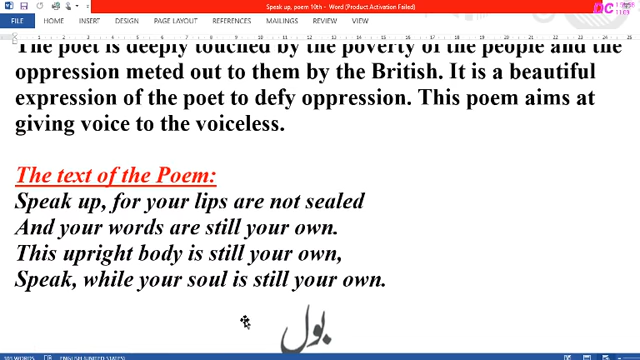 Speak up, poem 10th - Word (Product Activation Failed)
FILE HOME INSERT DESIGN PAGE LAYOUT REFERENCES MAILINGS REVIEW VIEW
The poet is deeply touched by the poverty of the people and the
oppression meted out to them by the British. It is a beautiful
expression of the poet to defy oppression. This poem aims at
giving voice to the voiceless.
The text of the Poem:
Speak up, for your lips are not sealed
And your words are still your own.
This upright body is still your own,
Speak, while your soul is still your own.
بول
ENGLISH (UNITED STATES)